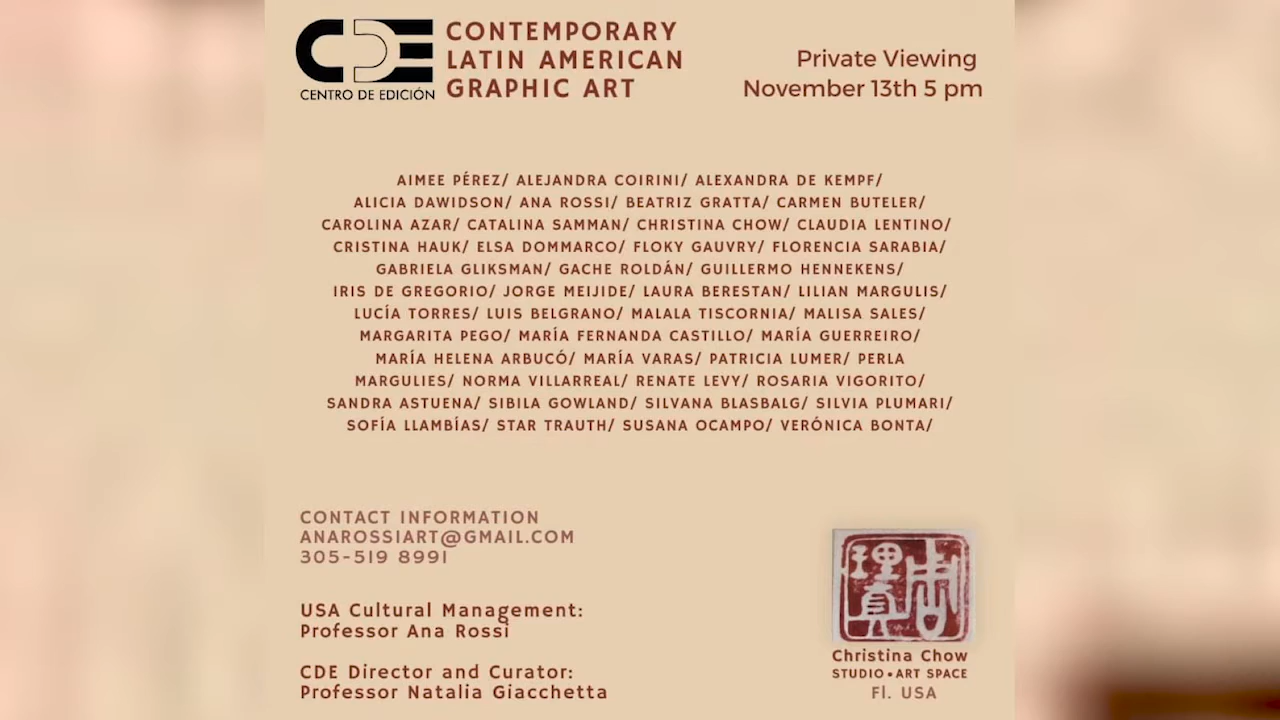 CDE
CENTRO DE EDICIÓN
CONTEMPORARY
LATIN AMERICAN
GRAPHIC ART
Private Viewing
November 13th 5 pm
AIMEE PÉREZ/ ALEJANDRA COIRINI/ ALEXANDRA DE KEMPF/
ALICIA DAWIDSON/ ANA ROSSI/ BEATRIZ GRATTA/ CARMEN BUTELER/
CAROLINA AZAR/ CATALINA SAMMAN/ CHRISTINA CHOW/ CLAUDIA LENTINO/
CRISTINA HAUK/ ELSA DOMMARCO/ FLOKY GAUVRY/ FLORENCIA SARABIA/
GABRIELA GLIKSMAN/ GACHE ROLDÁN/ GUILLERMO HENNEKENS/
IRIS DE GREGORIO/ JORGE MEIJIDE/ LAURA BERESTAN/ LILIAN MARGULIS/
LUCÍA TORRES/ LUIS BELGRANO/ MALALA TISCORNIA/ MALISA SALES/
MARGARITA PEGO/ MARÍA FERNANDA CASTILLO/ MARÍA GUERREIRO/
MARÍA HELENA ARBUCÓ/ MARÍA VARAS/ PATRICIA LUMER/ PERLA
MARGULIES/ NORMA VILLARREAL/ RENATE LEVY/ ROSARIA VIGORITO/
SANDRA ASTUENA/ SIBILA GOWLAND/ SILVANA BLASBALG/ SILVIA PLUMARI/
SOFÍA LLAMBÍAS/ STAR TRAUTH/ SUSANA OCAMPO/ VERÓNICA BONTA/
CONTACT INFORMATION
ANAROSSIART@GMAIL.COM
305-519 8991
USA Cultural Management:
Professor Ana Rossi
CDE Director and Curator:
Professor Natalia Giacchetta
周
理真
Christina Chow
STUDIO•ART SPACE
Fl. USA